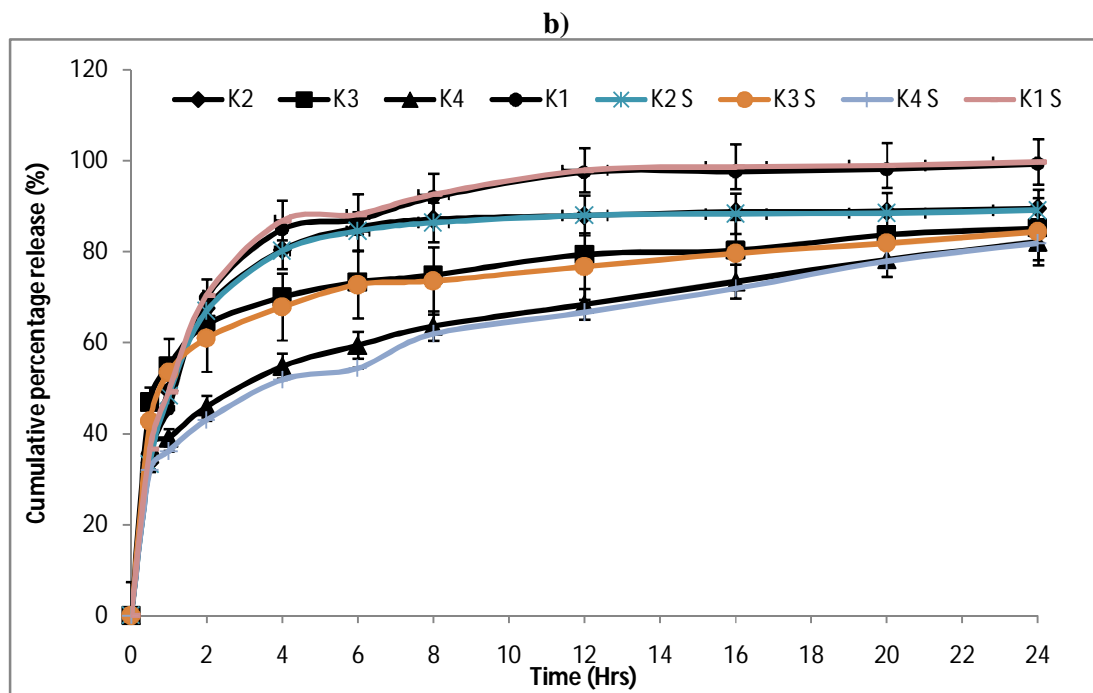 b)
120
100
80
60
40
20
0
K2 K3 K4 K1 K2 S K3 S K4 S K1 S
Cumulative percentage release (%)
0 2 4 6 8 10 12 14 16 18 20 22 24
Time (Hrs)